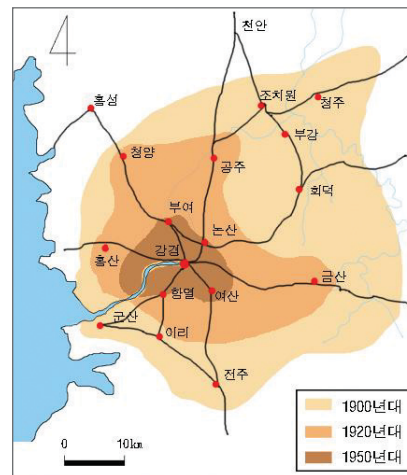 천안
홍성
조치원
청주
부강
청양
공주
회덕
부여
논산
강경
홍산
금산
함열
여산
군산
이리
전주
1900년대
1920년대
1950년대
0 10㎞